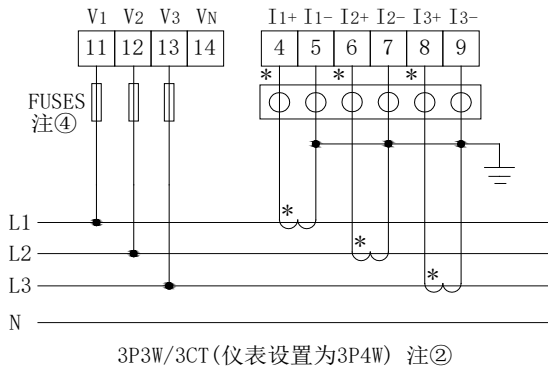 V1 V2 V3 VN I1+ I1- I2+ I2- I3+ I3-
11 12 13 14 4 5 6 7 8 9
* * *
FUSES
注④
*
L1
*
L2
*
L3
N
3P3W/3CT(仪表设置为3P4W) 注②